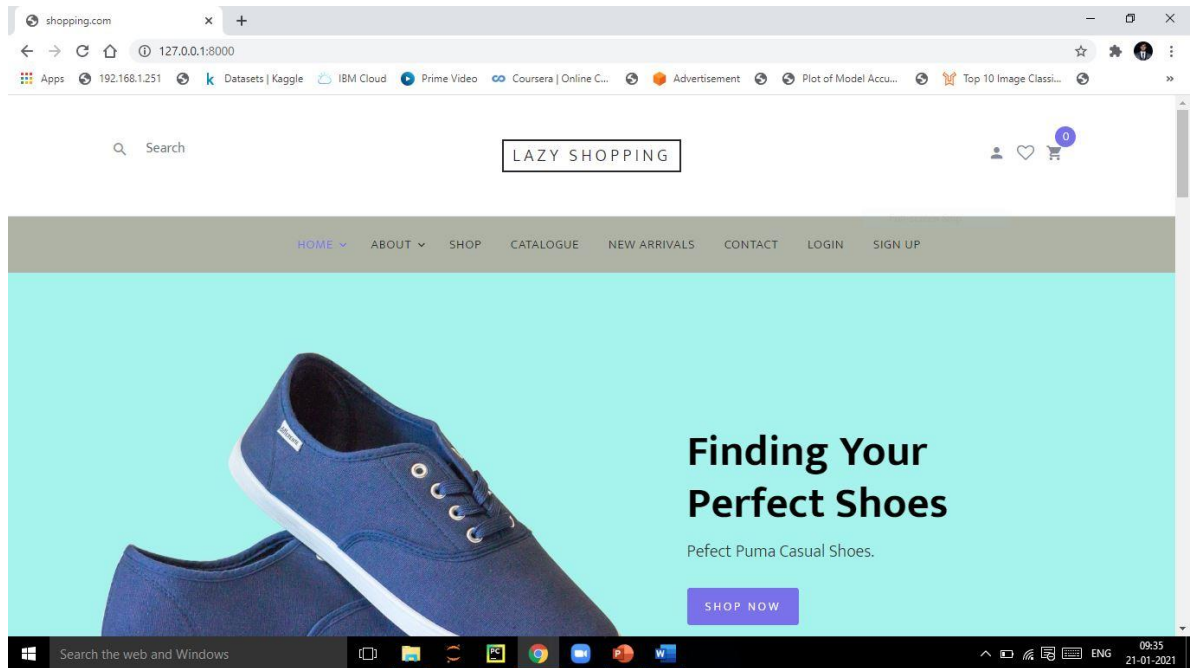 shopping.com
127.0.0.1:8000
Apps 192.168.1.251 Datasets | Kaggle IBM Cloud Prime Video Coursera | Online C... Advertisement Plot of Model Accu... Top 10 Image Classi... »
Search LAZY SHOPPING 0
HOME ABOUT SHOP CATALOGUE NEW ARRIVALS CONTACT LOGIN SIGN UP
Finding Your
Perfect Shoes
Pefect Puma Casual Shoes.
SHOP NOW
Search the web and Windows ENG 09:35
21-01-2021